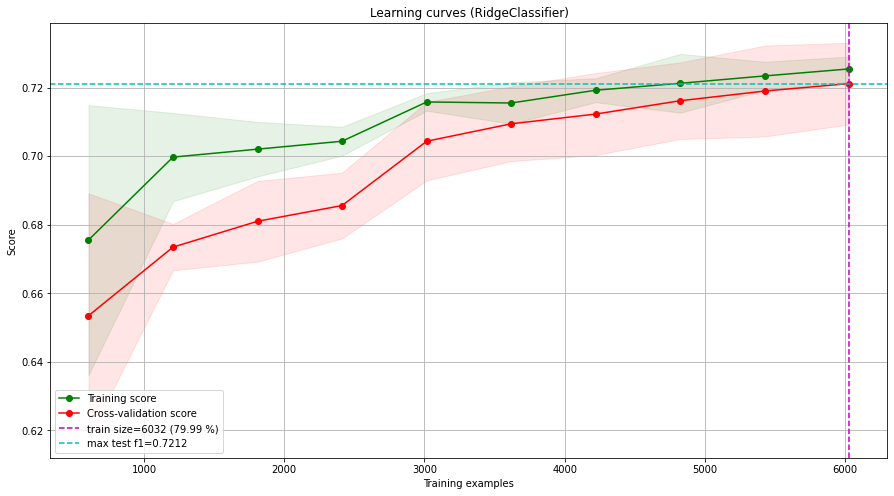 Learning curves (RidgeClassifier)
Score
0.72
0.70
0.68
0.66
0.64
0.62
Training score
Cross-validation score
train size=6032 (79.99 %)
max test f1=0.7212
1000 2000 3000 4000 5000 6000
Training examples